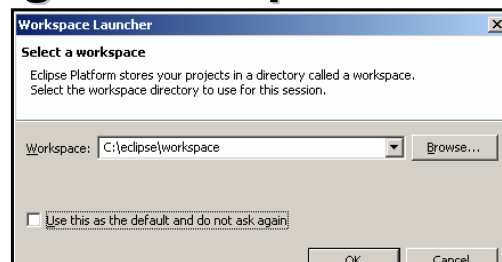 Workspace Launcher
Select a workspace
Eclipse Platform stores your projects in a directory called a workspace.
Select the workspace directory to use for this session.
Workspace: C:\eclipse\workspace Browse...
Use this as the default and do not ask again
OK Cancel